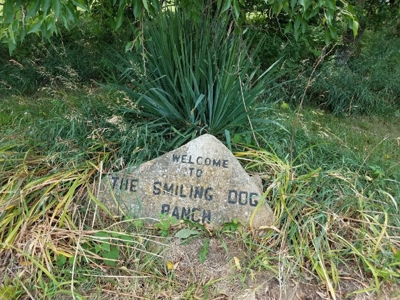 WELCOME
TO
THE SMILING DOG
RANCH